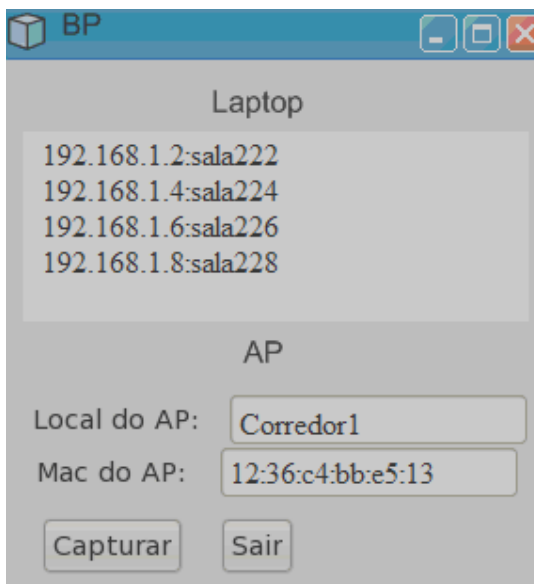 BP
Laptop
192.168.1.2:sala222
192.168.1.4:sala224
192.168.1.6:sala226
192.168.1.8:sala228
AP
Local do AP: Corredor1
Mac do AP: 12:36:c4:bb:e5:13
Capturar Sair